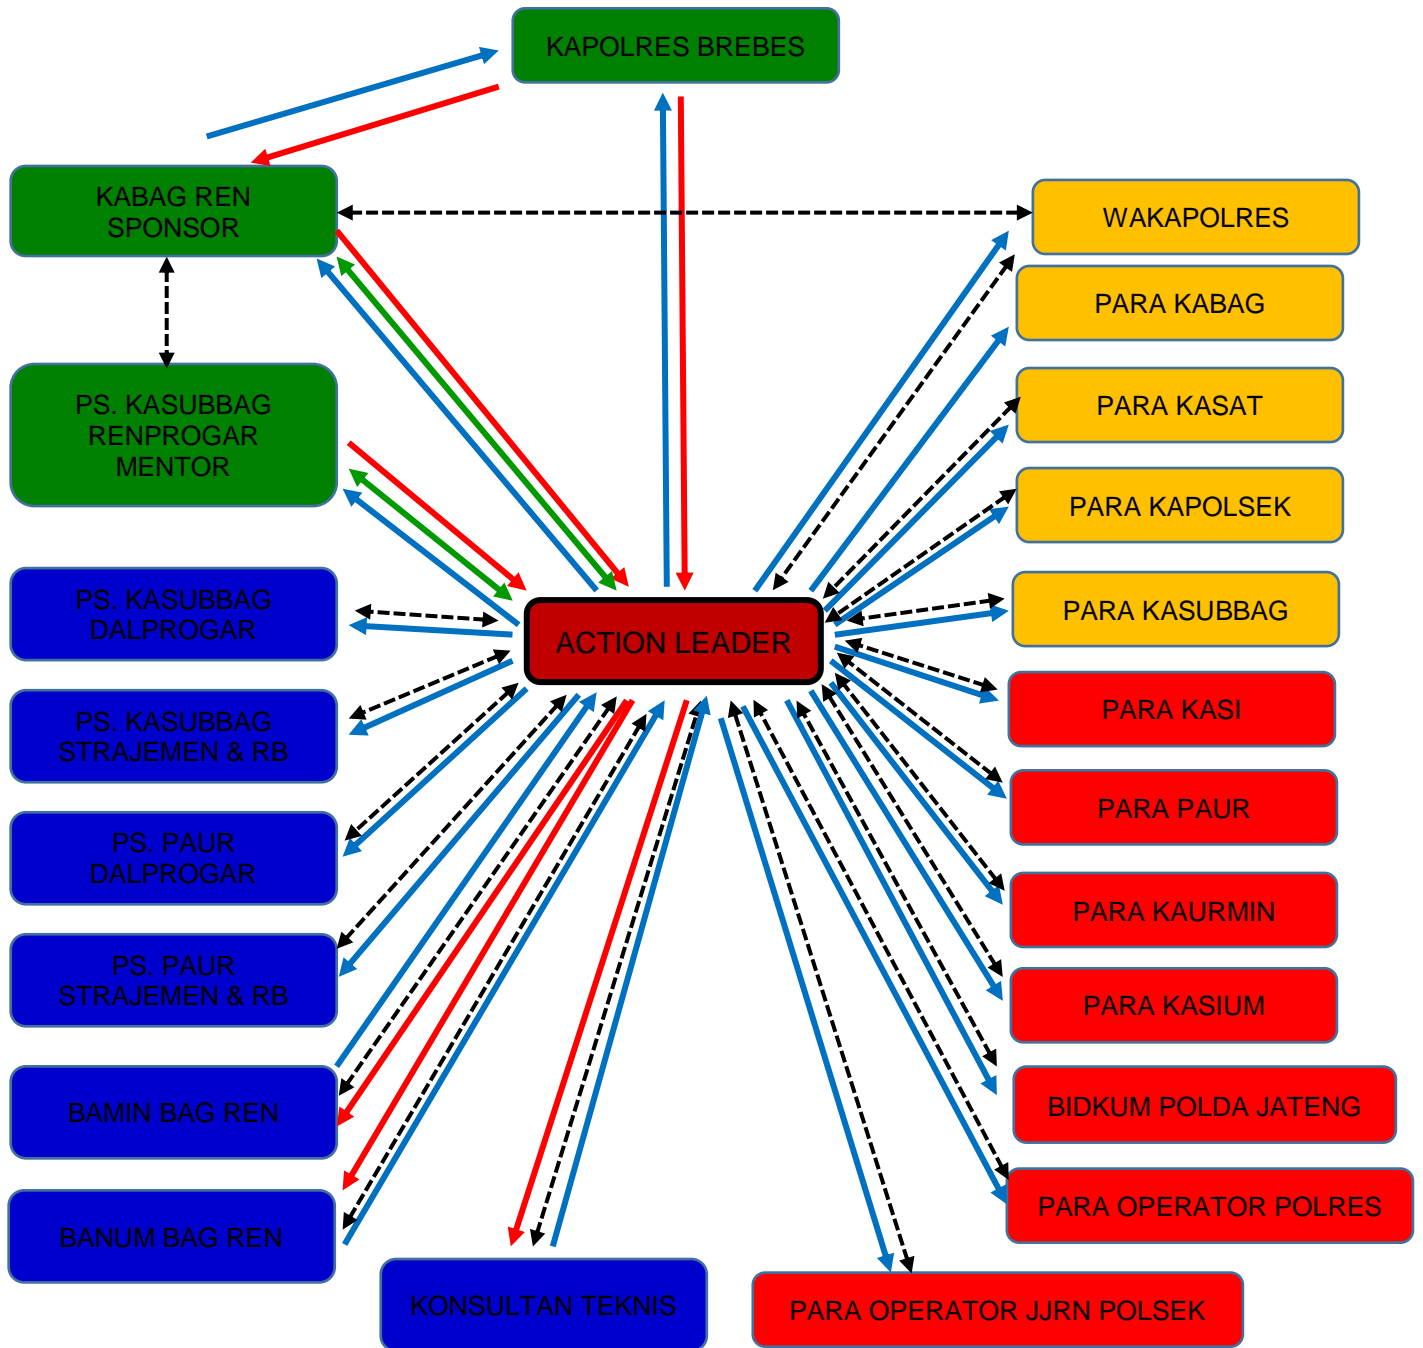 KAPOLRES BREBES
KABAG REN
SPONSOR
WAKAPOLRES
PARA KABAG
PS. KASUBBAG
RENPROGAR
MENTOR
PARA KASAT
PARA KAPOLSEK
PS. KASUBBAG
DALPROGAR
PARA KASUBBAG
ACTION LEADER
PS. KASUBBAG
STRAJEMEN & RB
PARA KASI
PARA PAUR
PS. PAUR
DALPROGAR
PARA KAURMIN
PS. PAUR
STRAJEMEN & RB
PARA KASIUM
BAMIN BAG REN
BIDKUM POLDA JATENG
PARA OPERATOR POLRES
BANUM BAG REN
KONSULTAN TEKNIS
PARA OPERATOR JJRN POLSEK